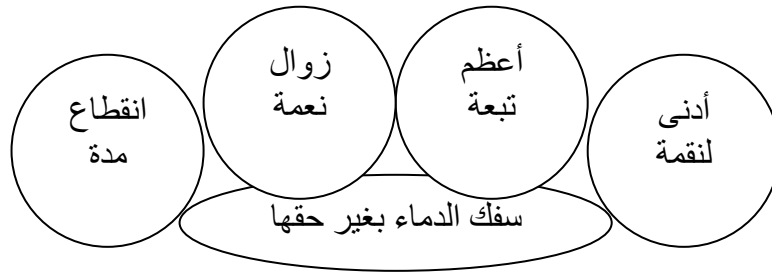 أدنى
لنقمة
أعظم
تبعة
زوال
نعمة
انقطاع
مدة
سفك الدماء بغير حقها